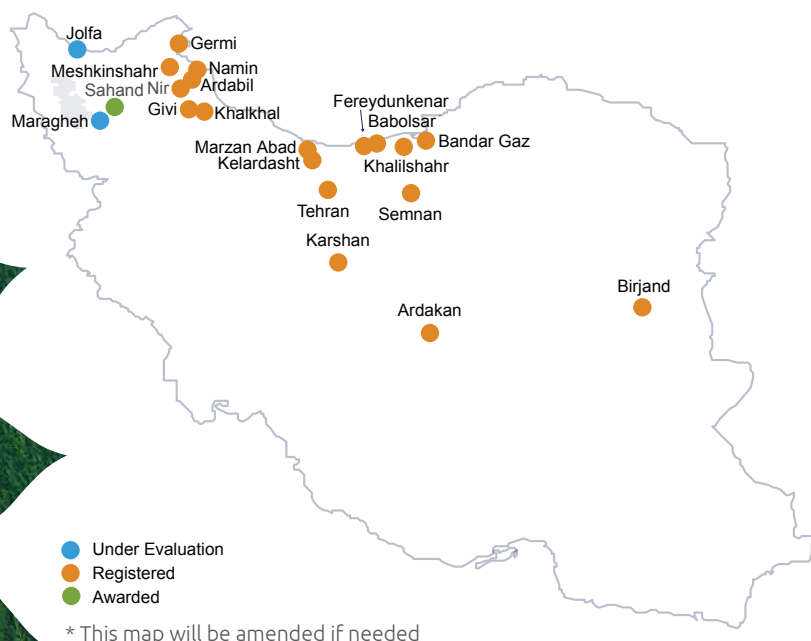 Jolfa
Germi
Meshkinshahr
Namin
Ardabil
Sahand
Nir
Maragheh
Givi
Khalkhal
Fereydunkenar
Babolsar
Marzan Abad
Kelardasht
Khalilshahr
Bandar Gaz
Tehran
Semnan
Karshan
Ardakan
Birjand
Under Evaluation
Registered
Awarded
* This map will be amended if needed